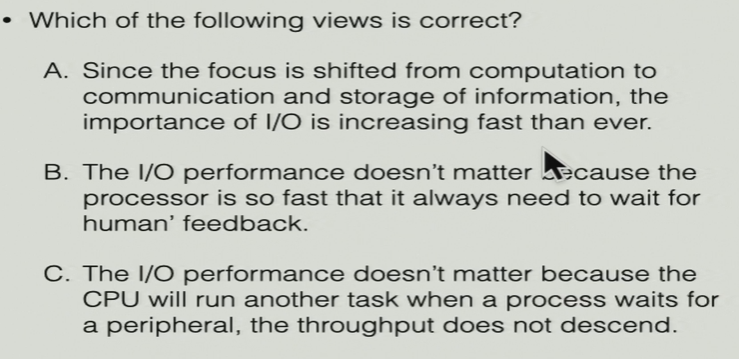 • Which of the following views is correct?
A. Since the focus is shifted from computation to
communication and storage of information, the
importance of I/O is increasing fast than ever.
B. The I/O performance doesn't matter because the
processor is so fast that it always need to wait for
human' feedback.
C. The I/O performance doesn't matter because the
CPU will run another task when a process waits for
a peripheral, the throughput does not descend.